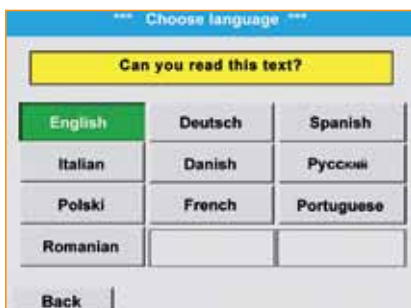 *** Choose language ***
Can you read this text?
English Deutsch Spanish
Italian Danish Русский
Polski French Portuguese
Romanian
Back